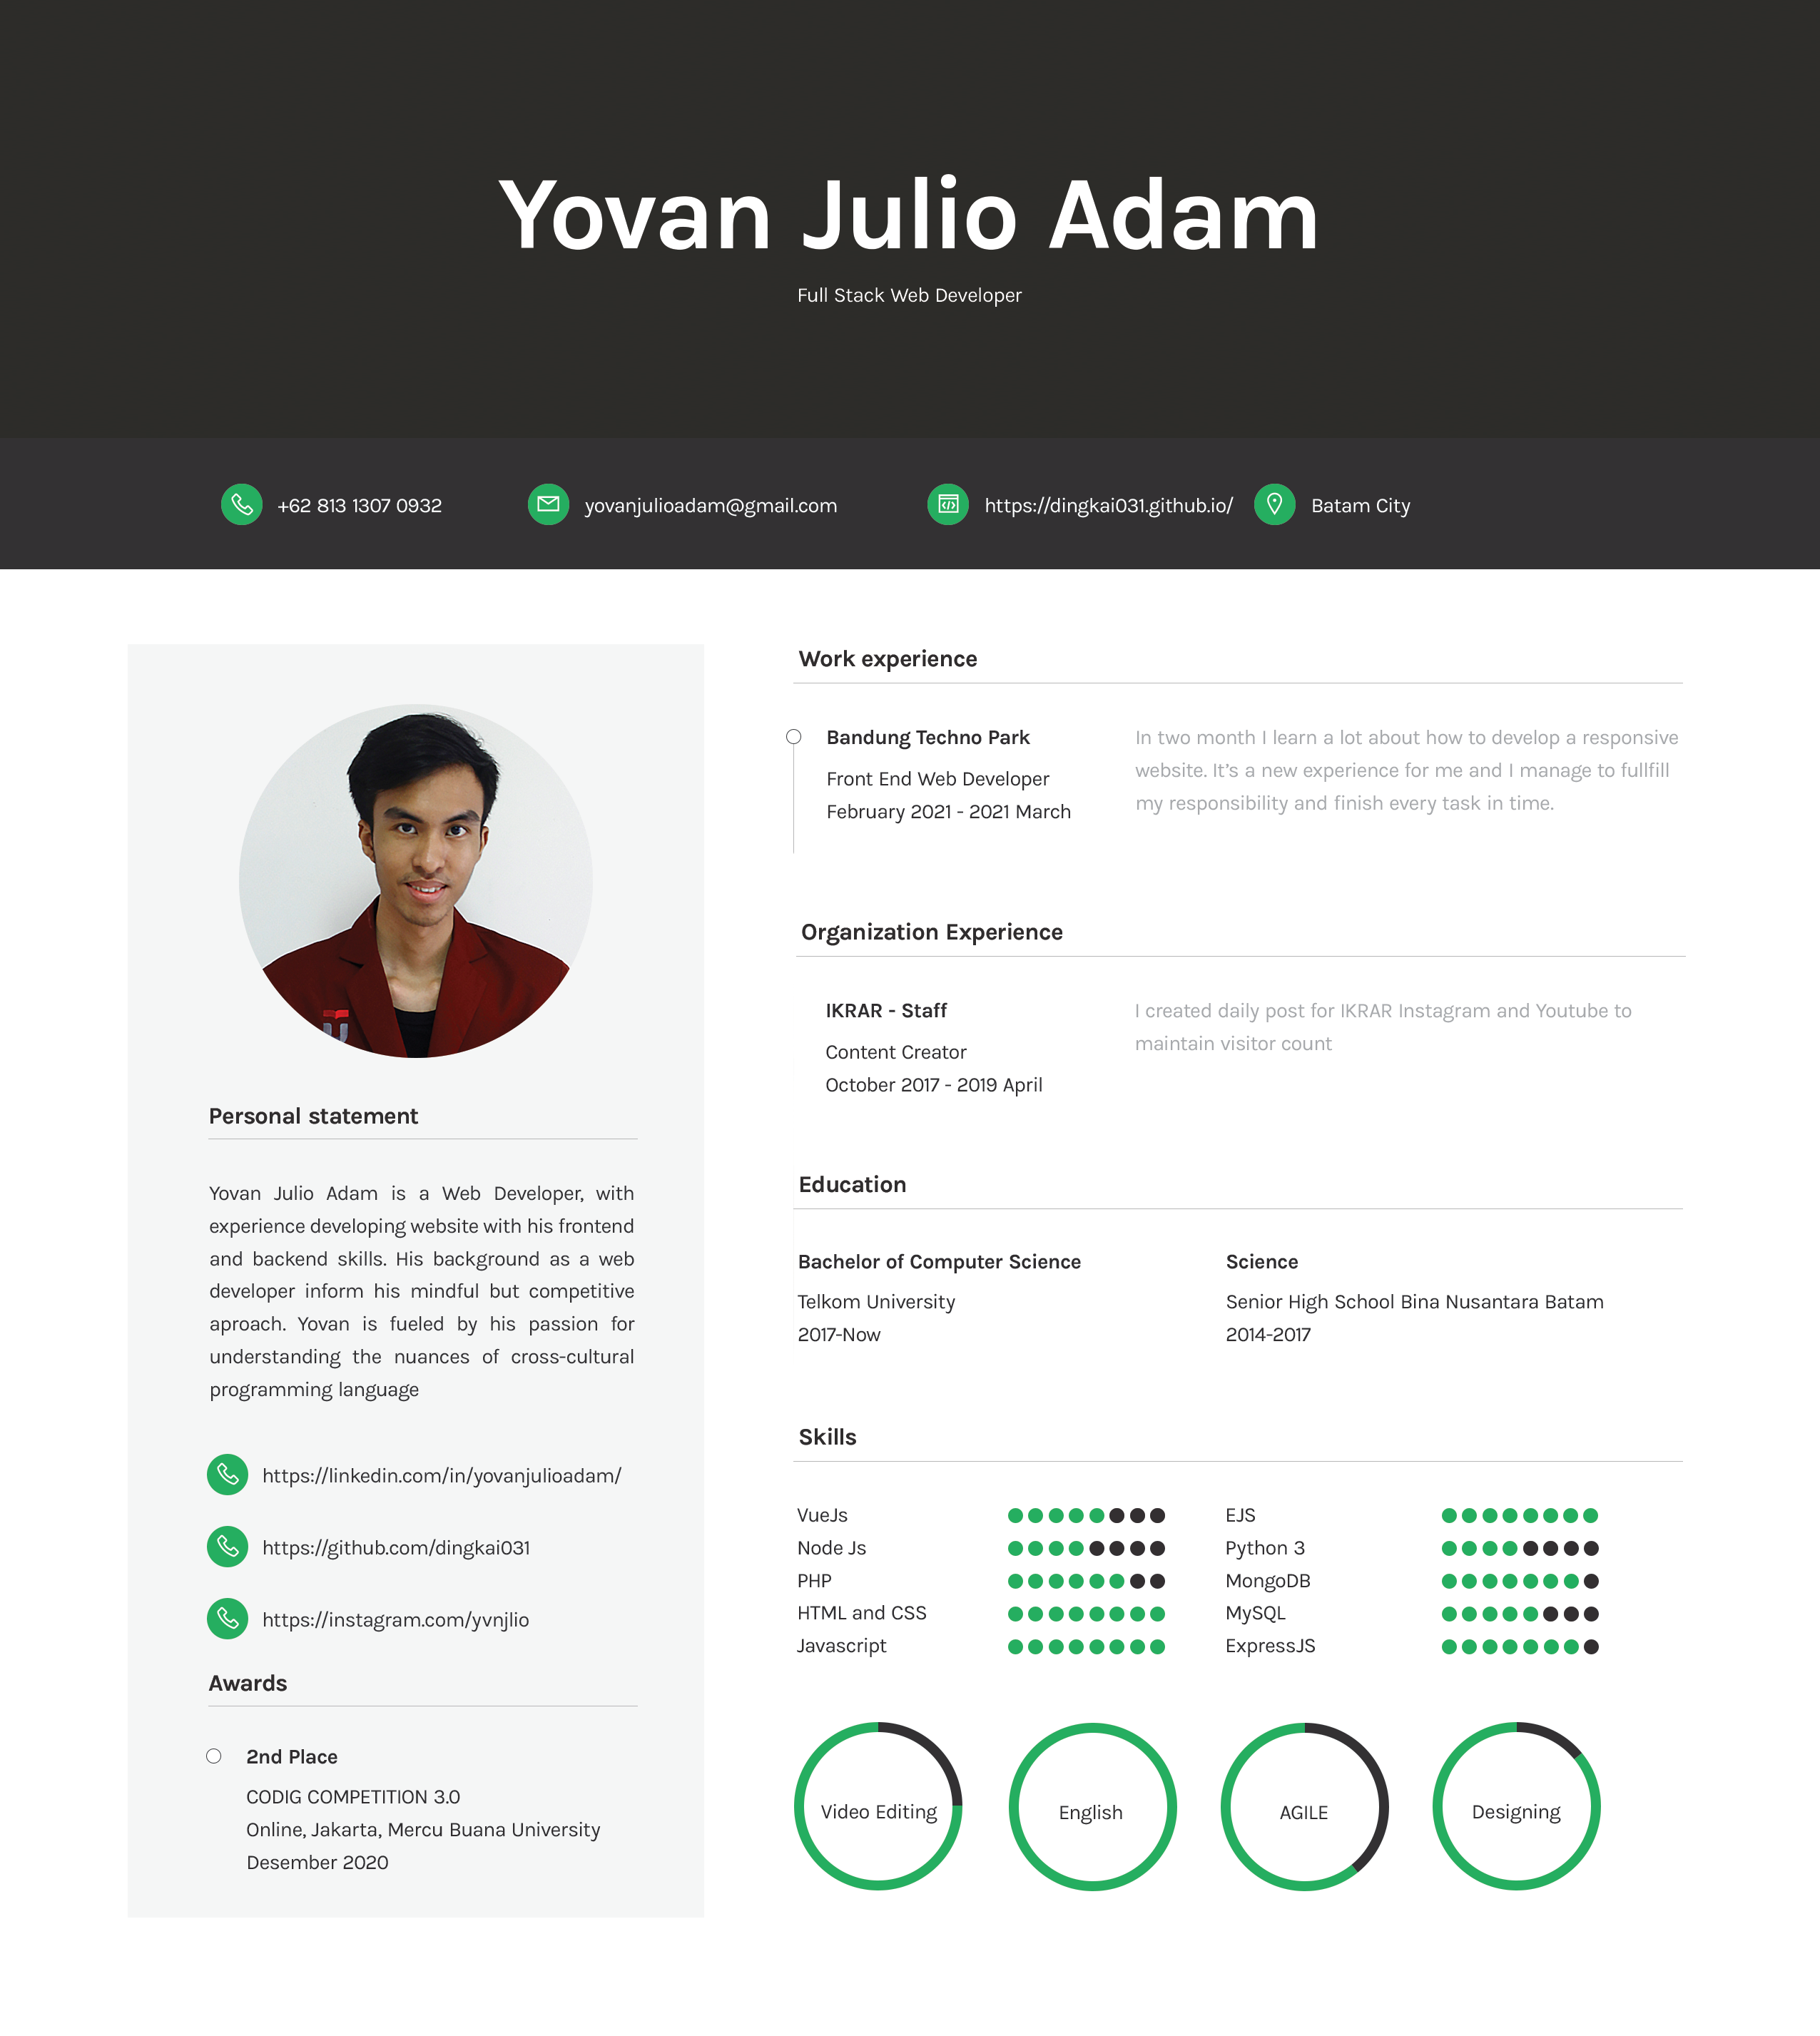 Yovan Julio Adam
Full Stack Web Developer
+62 813 1307 0932
yovanjulioadam@gmail.com
https://dingkai031.github.io/
Batam City
Personal statement
Yovan Julio Adam is a Web Developer, with
experience developing website with his frontend
and backend skills. His background as a web
developer inform his mindful but competitive
aproach. Yovan is fueled by his passion for
understanding the nuances of cross-cultural
programming language
https://linkedin.com/in/yovanjulioadam/
https://github.com/dingkai031
https://instagram.com/yvnjlio
Awards
2nd Place
CODIG COMPETITION 3.0
Online, Jakarta, Mercu Buana University
Desember 2020
Work experience
Bandung Techno Park
Front End Web Developer
February 2021 - 2021 March
In two month I learn a lot about how to develop a responsive
website. It's a new experience for me and I manage to fullfill
my responsibility and finish every task in time.
Organization Experience
IKRAR - Staff
Content Creator
October 2017 - 2019 April
I created daily post for IKRAR Instagram and Youtube to
maintain visitor count
Education
Bachelor of Computer Science
Telkom University
2017-Now
Science
Senior High School Bina Nusantara Batam
2014-2017
Skills
VueJs
Node Js
PHP
HTML and CSS
Javascript
EJS
Python 3
MongoDB
MySQL
ExpressJS
Video Editing
English
AGILE
Designing